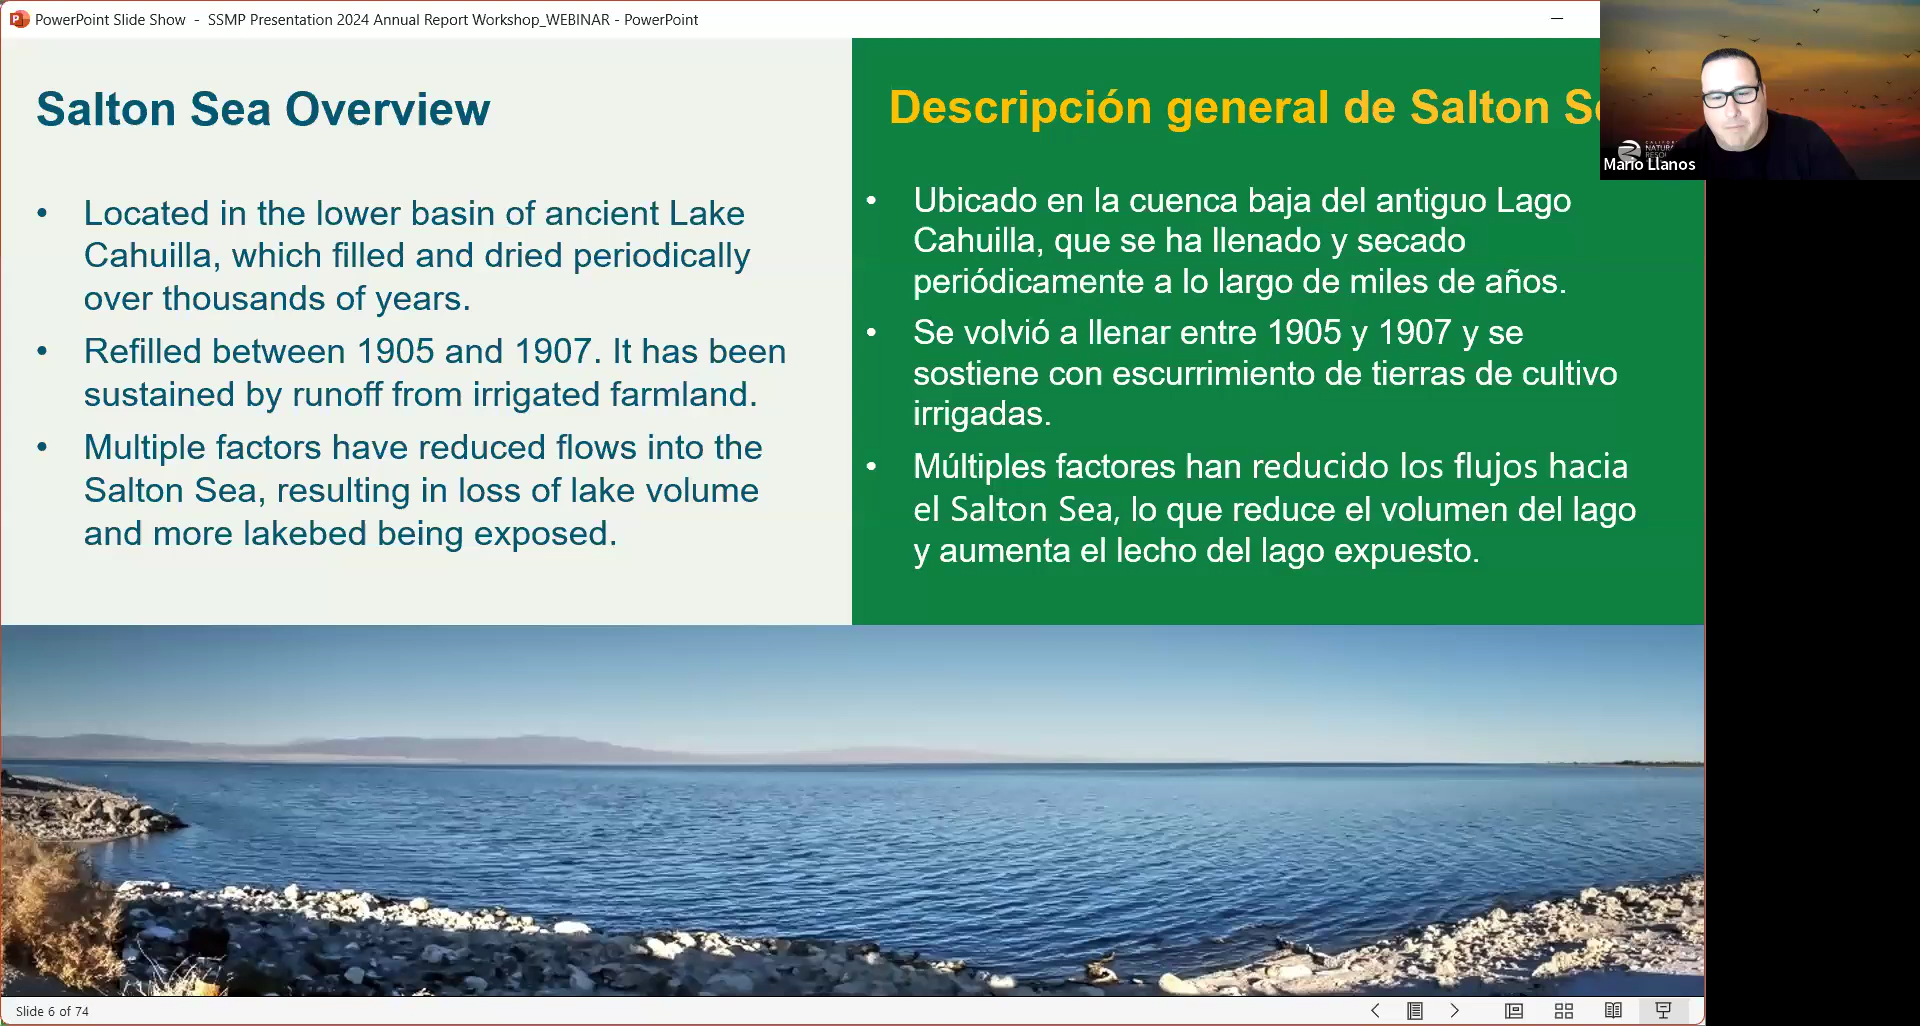 PowerPoint Slide Show - SSMP Presentation 2024 Annual Report Workshop_WEBINAR - PowerPoint
Salton Sea Overview
• Located in the lower basin of ancient Lake
Cahuilla, which filled and dried periodically
over thousands of years.
• Refilled between 1905 and 1907. It has been
sustained by runoff from irrigated farmland.
• Multiple factors have reduced flows into the
Salton Sea, resulting in loss of lake volume
and more lakebed being exposed.
Descripción general de Salton
• Ubicado en la cuenca baja del antiguo Lago
Cahuilla, que se ha llenado y secado
periódicamente a lo largo de miles de años.
• Se volvió a llenar entre 1905 y 1907 y se
sostiene con escurrimiento de tierras de cultivo
irrigadas.
• Múltiples factores han reducido los flujos hacia
el Salton Sea, lo que reduce el volumen del lago
y aumenta el lecho del lago expuesto.
Mario Llanos
Slide 6 of 74